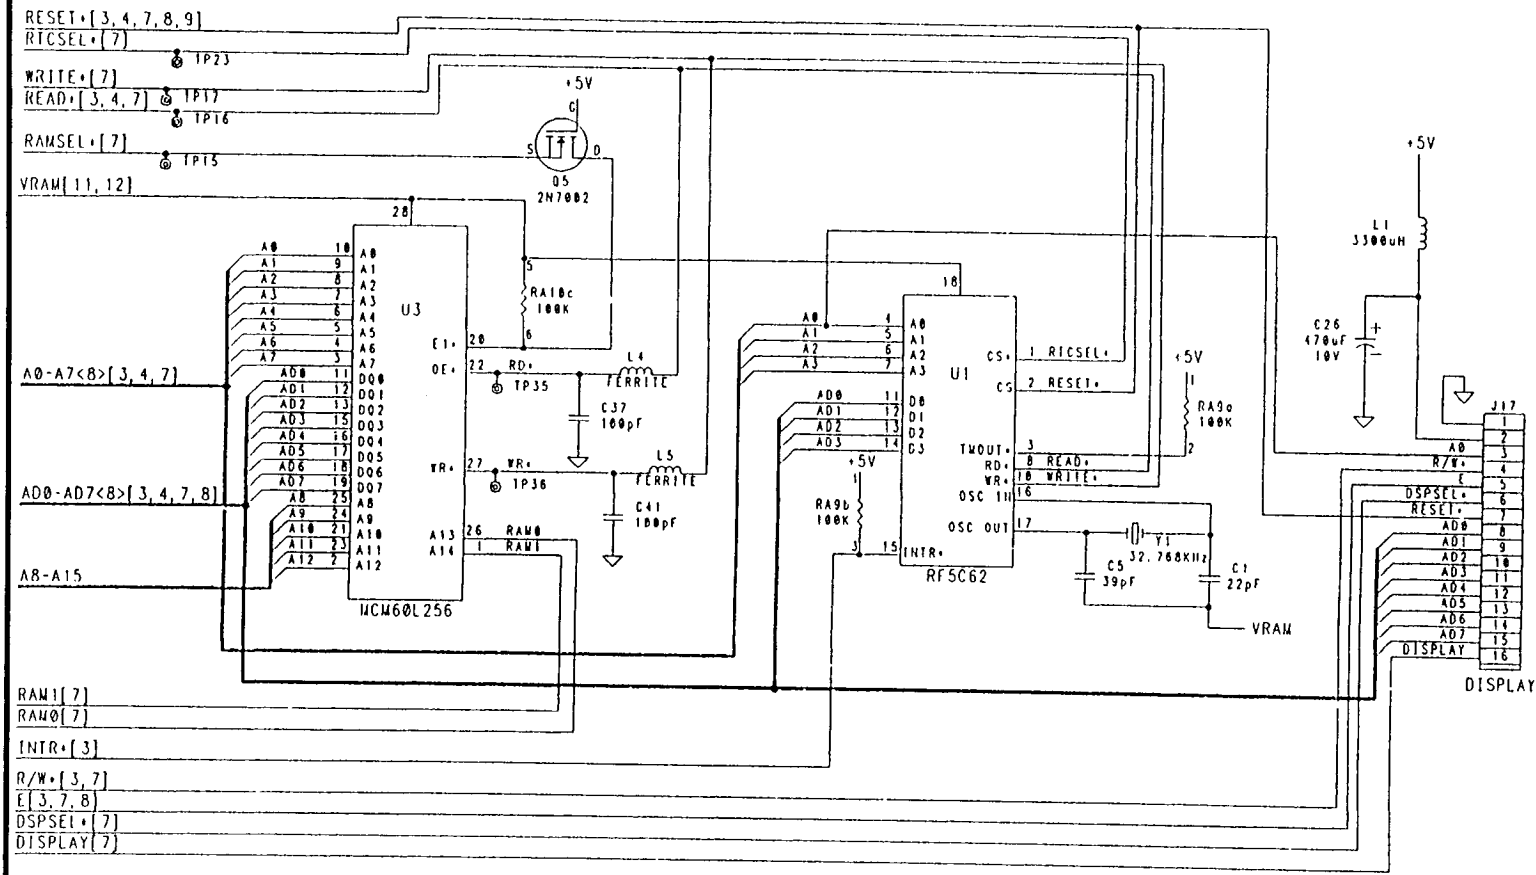 RESET*[3,4,7,8,9]
RTCSEL*[7]
TP23
WRITE*[7]
TP17
READ*[3,4,7]
TP16
RAMSEL*[7]
TP15
VRAM[11,12]
+5V
G
S
D
Q5
2N7002
28
A0 10 A0
A1 9 A1
A2 8 A2
A3 7 A3
A4 6 A4
A5 5 A5
A6 4 A6
A7 3 A7
AD0 11 DQ0
AD1 12 DQ1
AD2 13 DQ2
AD3 15 DQ3
AD4 16 DQ4
AD5 17 DQ5
AD6 18 DQ6
AD7 19 DQ7
A8 25 A8
A9 24 A9
A10 21 A10
A11 23 A11
A12 2 A12
U3
E1* 20
OE* 22 RD*
WR* 27 WR*
A13 26 RAM0
A14 1 RAM1
MCM60L256
A0-A7<8>[3,4,7]
AD0-AD7<8>[3,4,7,8]
A8-A15
5
RA10c
100K
6
TP35
L4
FERRITE
C37
100pF
TP36
L5
FERRITE
C41
100pF
18
A0 4 A0
A1 5 A1
A2 6 A2
A3 7 A3
AD0 11 D0
AD1 12 D1
AD2 13 D2
AD3 14 D3
U1
CS* 1 RTCSEL*
CS 2 RESET*
TMOUT* 3
RD* 8 READ*
WR* 10 WRITE*
OSC IN 16
OSC OUT 17
15 INTR*
RF5C62
+5V
1
RA9b
100K
3
+5V
1
RA9a
100K
2
Y1
32.768KHz
C5
39pF
C1
22pF
VRAM
+5V
L1
3300uH
C26
470uF
10V
+
-
J17
1
2
A0 3
R/W* 4
E 5
DSPSEL* 6
RESET* 7
AD0 8
AD1 9
AD2 10
AD3 11
AD4 12
AD5 13
AD6 14
AD7 15
DISPLAY 16
DISPLAY
RAM1[7]
RAM0[7]
INTR*[3]
R/W*[3,7]
E[3,7,8]
DSPSEL*[7]
DISPLAY[7]